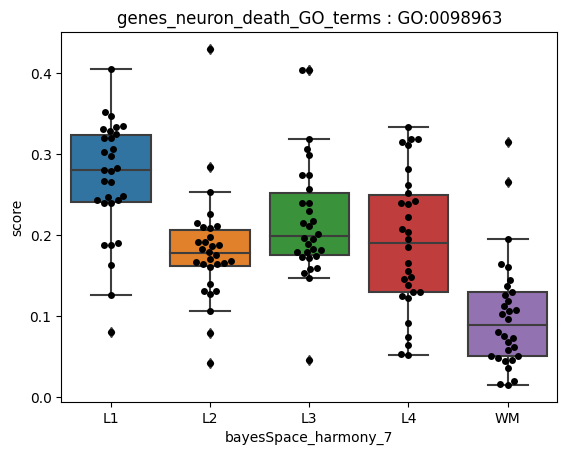 genes_neuron_death_GO_terms : GO:0098963
score
0.4
0.3
0.2
0.1
0.0
L1 L2 L3 L4 WM
bayesSpace_harmony_7